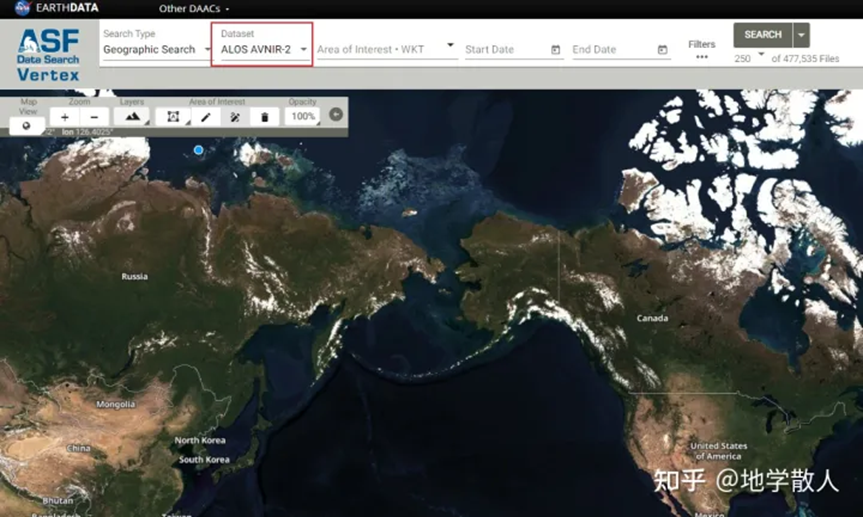 EARTHDATA
Other DAACs
ASF
Data Search
Vertex
Search Type
Geographic Search
Dataset
ALOS AVNIR-2
Area of Interest • WKT
Start Date
End Date
Filters
SEARCH
250
of 477,535 Files
Map View
Zoom
Layers
Area of Interest
Opacity
100%
lon 126.4025°
Russia
Canada
Mongolia
North Korea
China
South Korea
United States
of America
Bhutan
Taiwan
Mexico
知乎 @地学散人